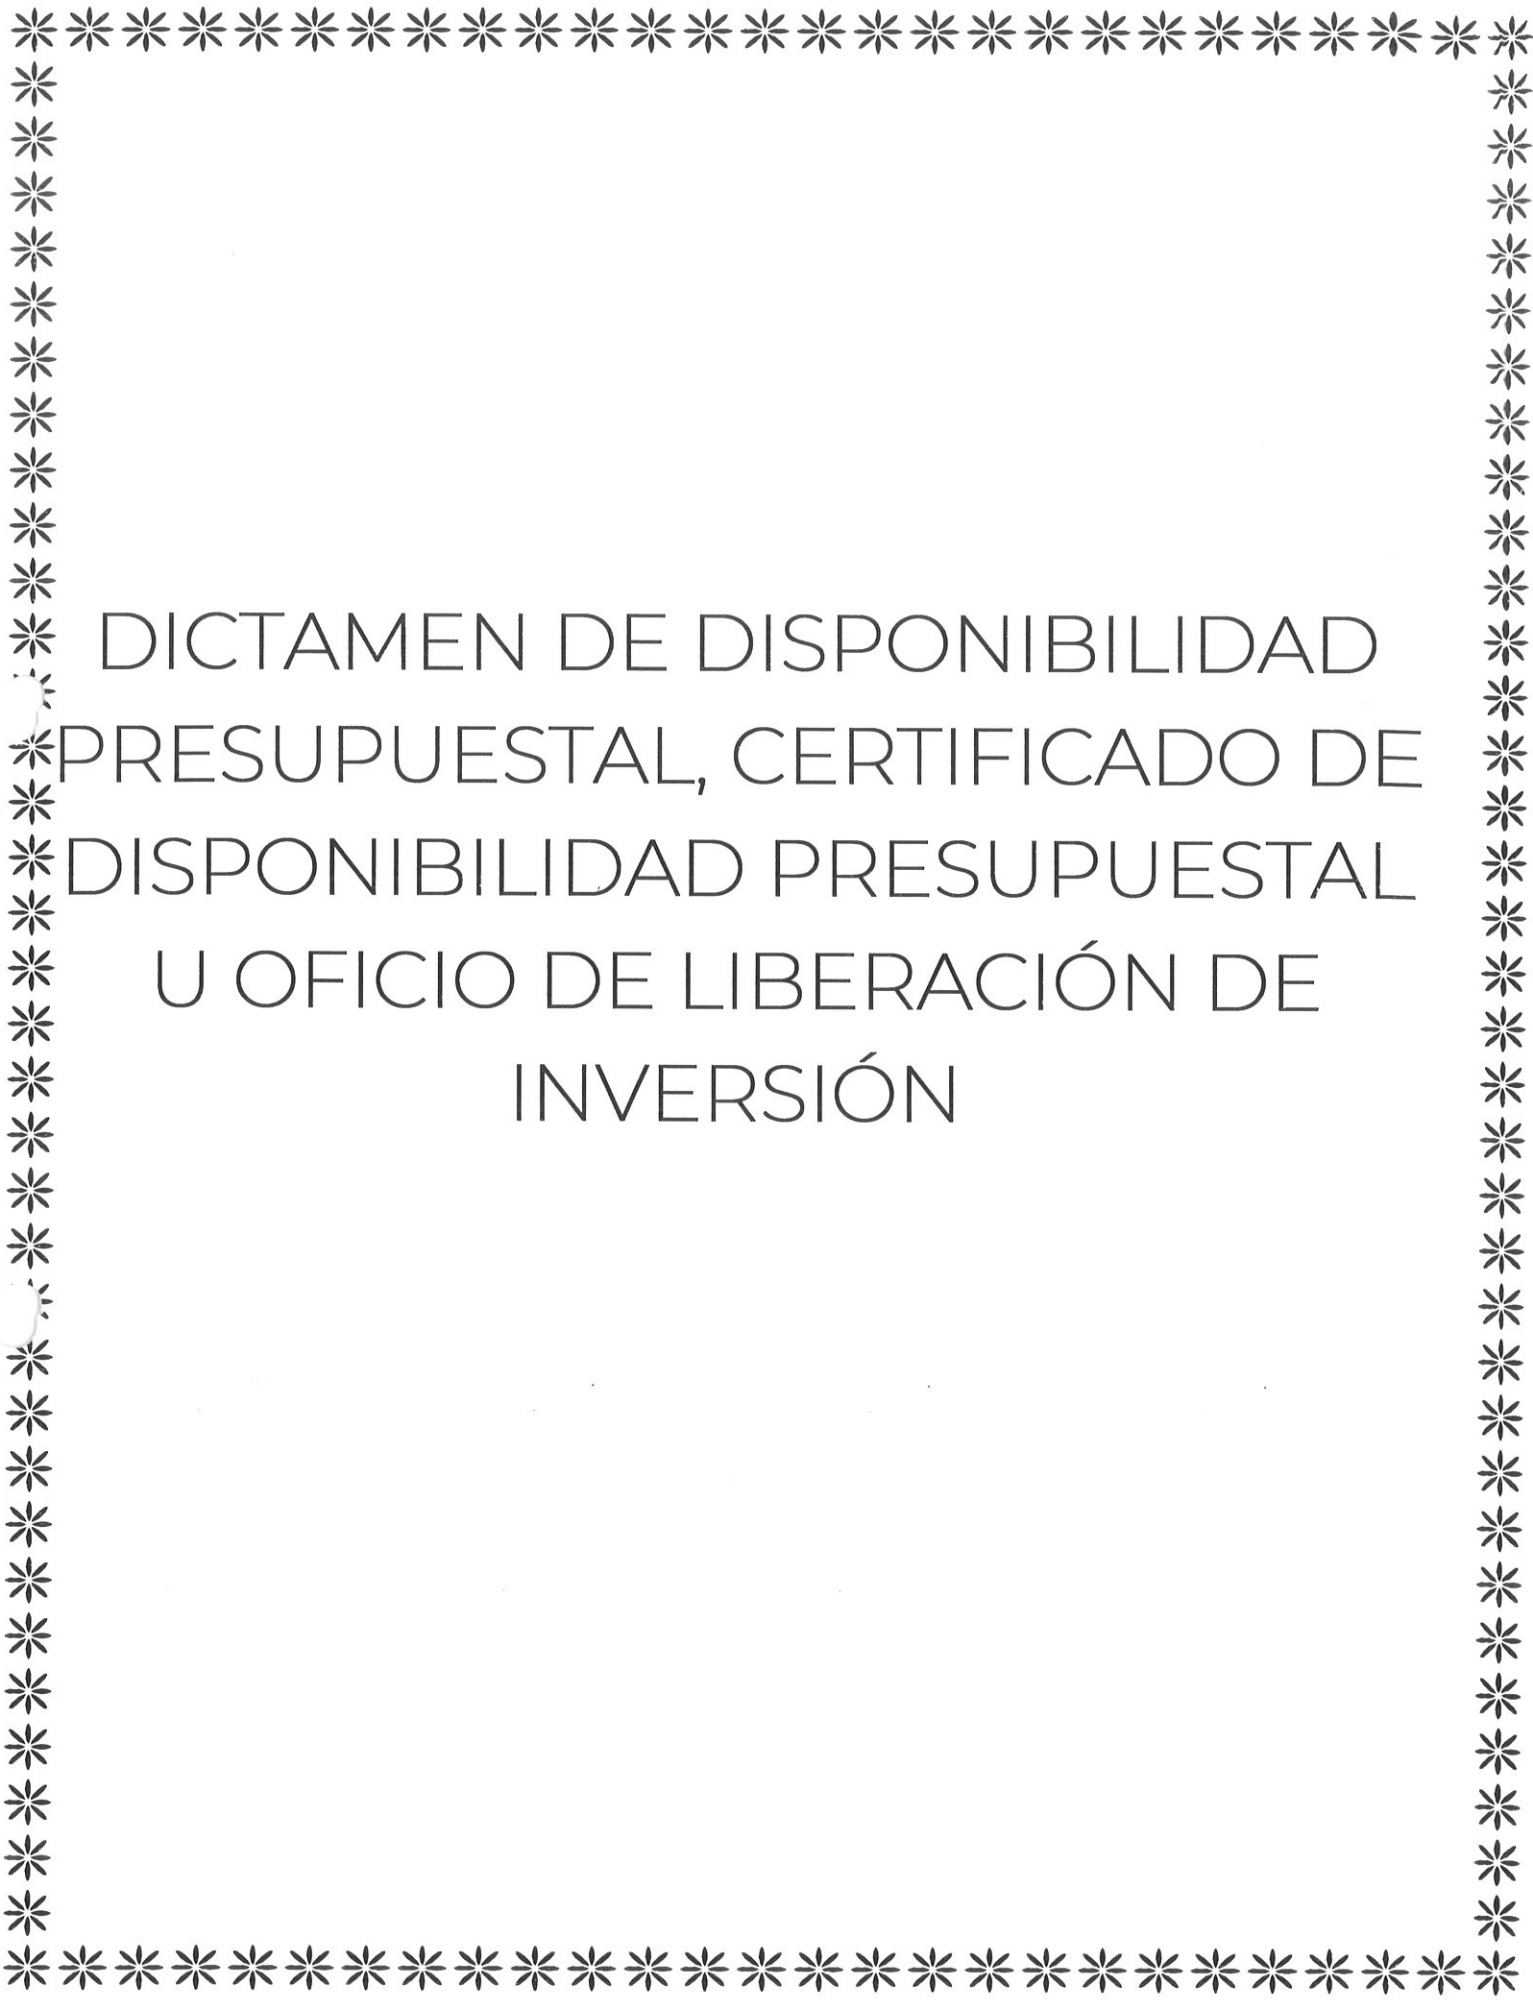 DICTAMEN DE DISPONIBILIDAD
PRESUPUESTAL, CERTIFICADO DE
DISPONIBILIDAD PRESUPUESTAL
U OFICIO DE LIBERACIÓN DE
INVERSIÓN